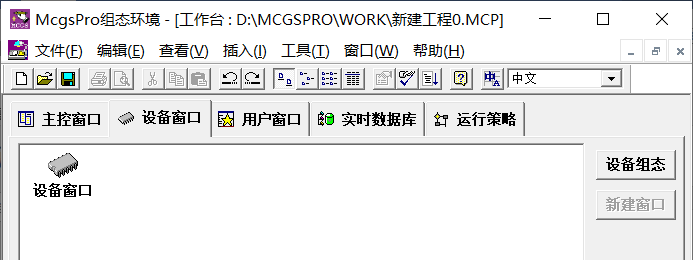 McgsPro组态环境 - [工作台 : D:\MCGSPRO\WORK\新建工程0.MCP]
文件(F) 编辑(E) 查看(V) 插入(I) 工具(T) 窗口(W) 帮助(H)
中文
主控窗口 设备窗口 用户窗口 实时数据库 运行策略
设备窗口
设备组态
新建窗口